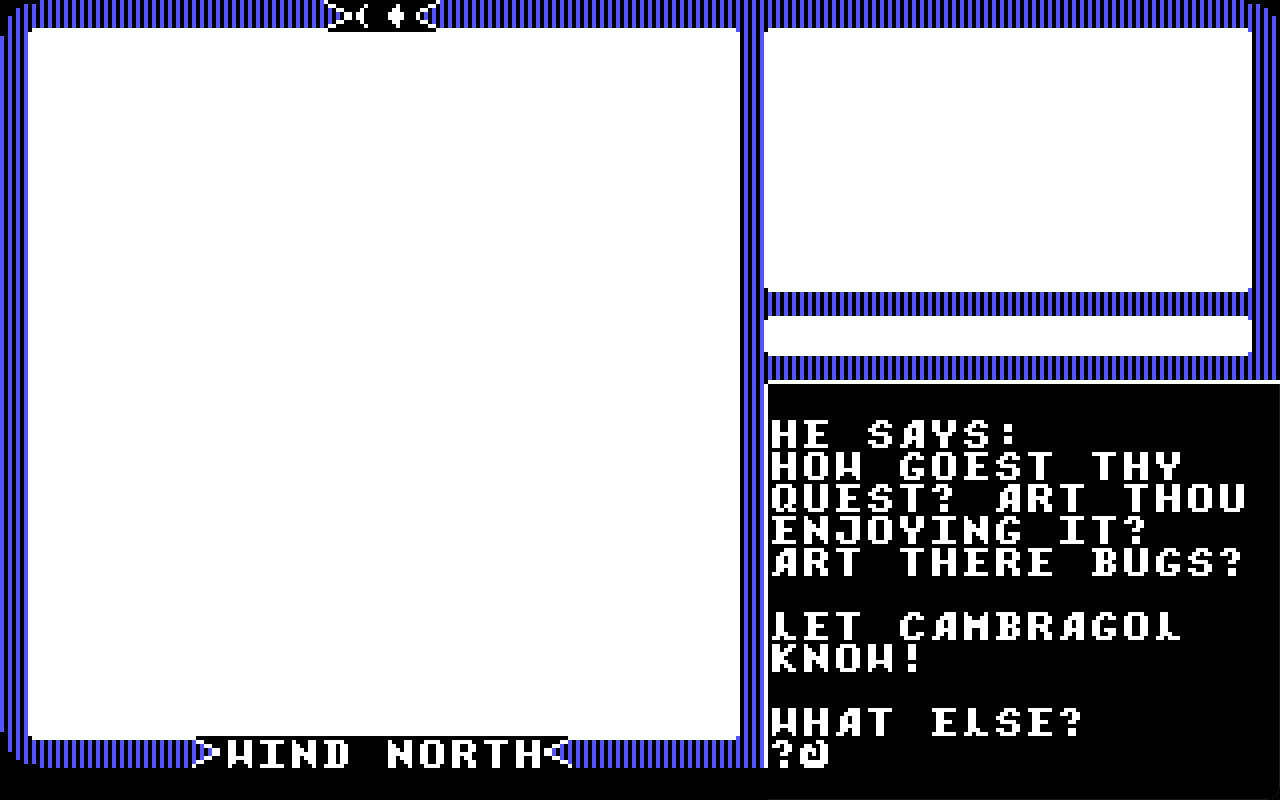 WIND NORTH
HE SAYS:
HOW GOEST THY
QUEST? ART THOU
ENJOYING IT?
ART THERE BUGS?
LET CAMBRAGOL
KNOW!
WHAT ELSE?
?